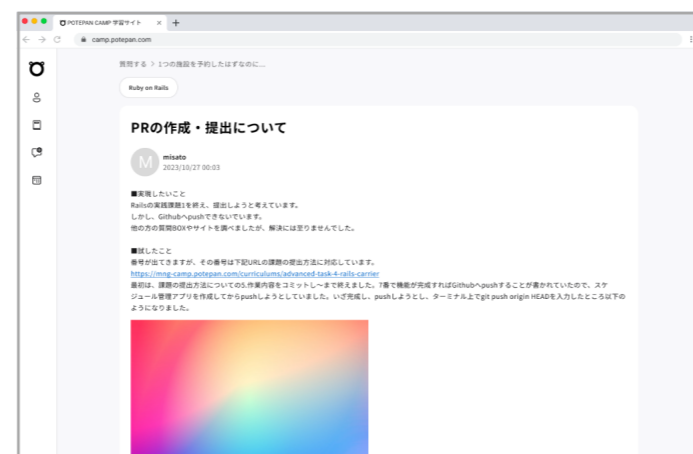 POTEPAN CAMP 学習サイト
camp.potepan.com
質問する > 1つの施設を予約したはずなのに...
Ruby on Rails
PRの作成・提出について
M
misato
2023/10/27 00:03
■実現したいこと
Railsの実践課題1を終え、提出しようと考えています。
しかし、Githubへpushできないでいます。
他の方の質問BOXやサイトを調べましたが、解決には至りませんでした。
■試したこと
番号が出てきますが、その番号は下記URLの課題の提出方法に対応しています。
https://mng-camp.potepan.com/curriculums/advanced-task-4-rails-carrier
最初は、課題の提出方法についての5.作業内容をコミットし〜まで終えました。7番で機能が完成すればGithubへpushすることが書かれていたので、スケ
ジュール管理アプリを作成してからpushしようとしていました。いざ完成し、pushしようとし、ターミナル上でgit push origin HEADを入力したところ以下の
ようになりました。